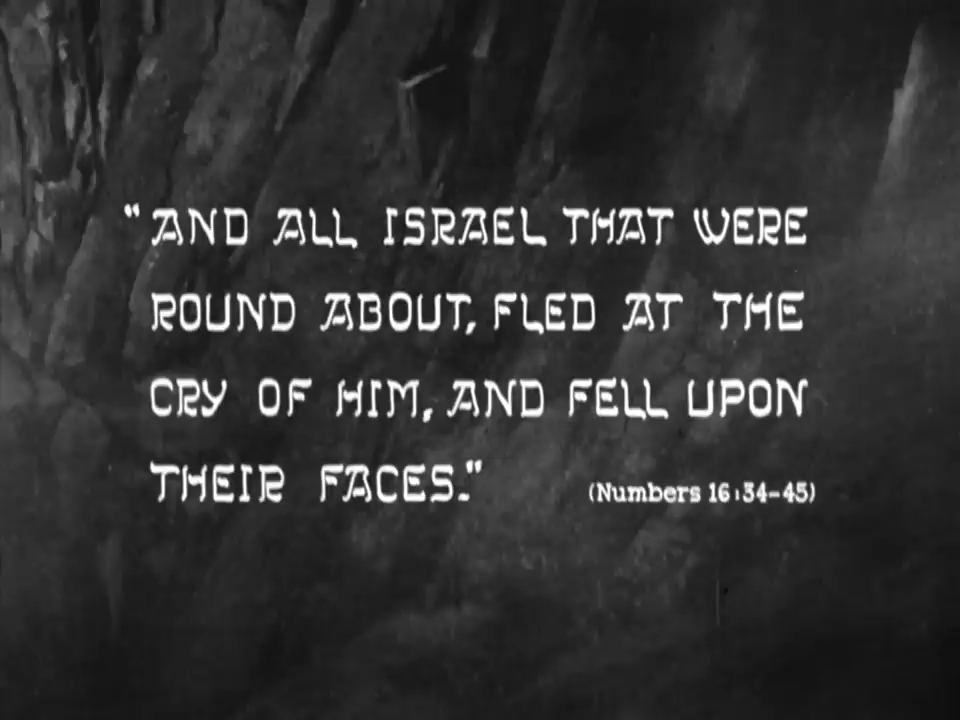 "AND ALL ISRAEL THAT WERE
ROUND ABOUT, FLED AT THE
CRY OF HIM, AND FELL UPON
THEIR FACES."
(Numbers 16:34-45)